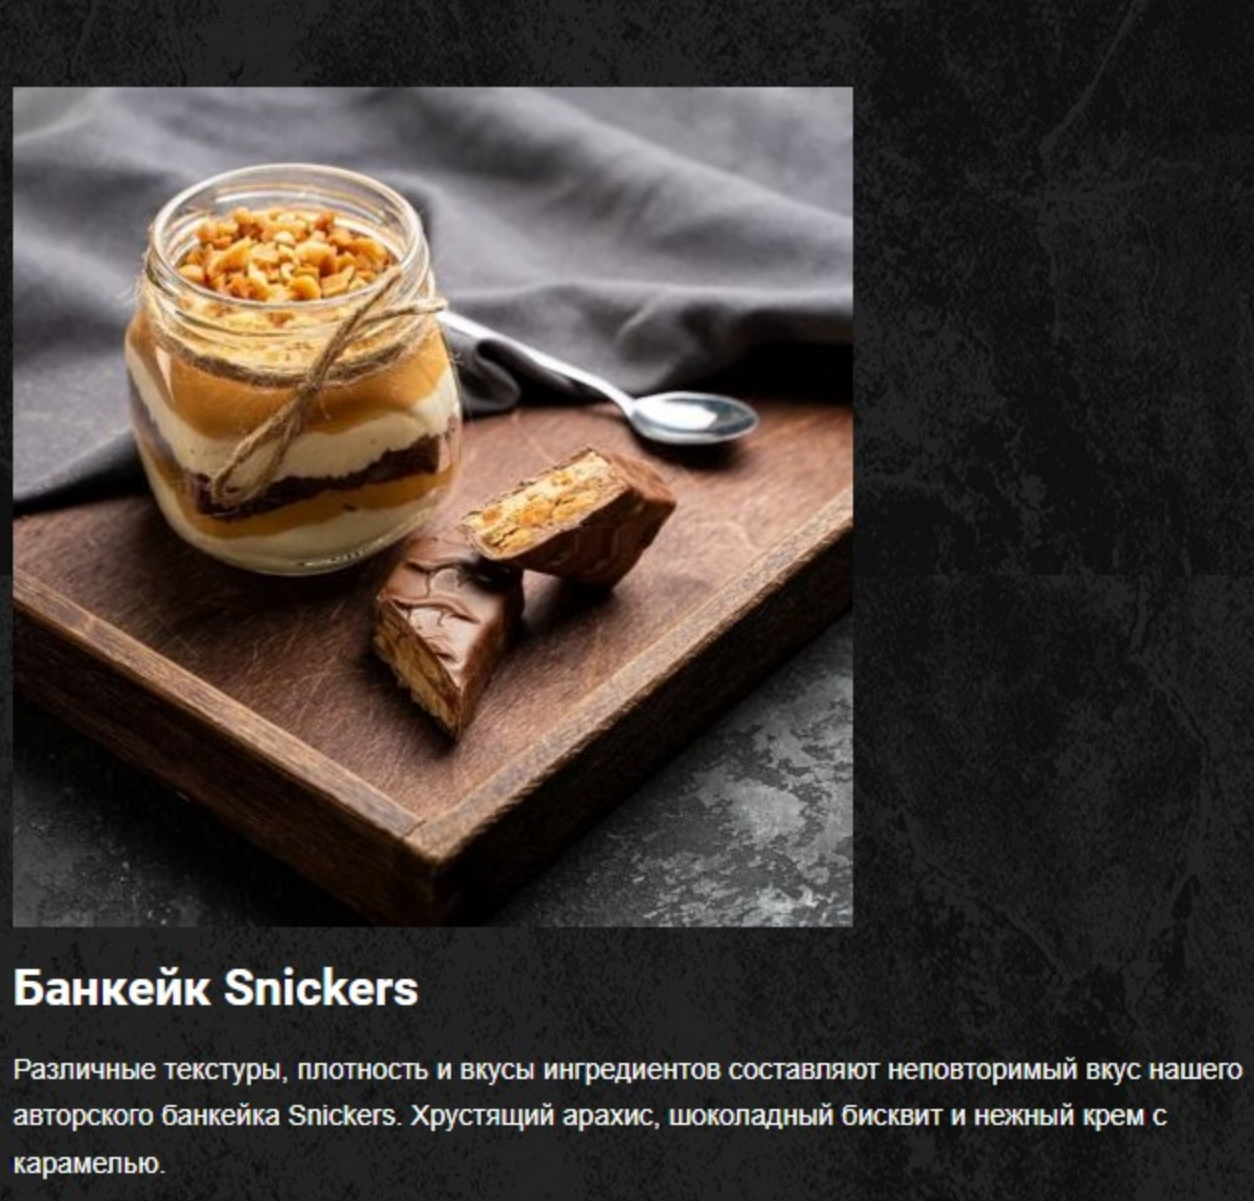 Банкейк Snickers
Различные текстуры, плотность и вкусы ингредиентов составляют неповторимый вкус нашего
авторского банкейка Snickers. Хрустящий арахис, шоколадный бисквит и нежный крем с
карамелью.